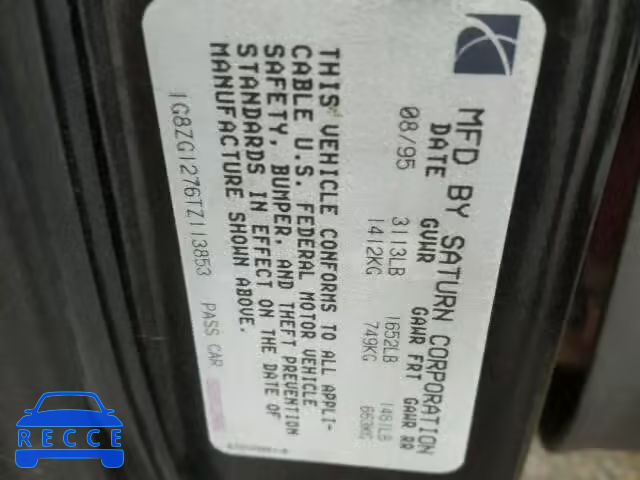 MFD BY SATURN CORPORATION
DATE GVWR GAWR FRT GAWR RR
08/95 3113LB 1652LB 1461LB
1412KG 749KG 663KG
THIS VEHICLE CONFORMS TO ALL APPLI-
CABLE U.S. FEDERAL MOTOR VEHICLE
SAFETY, BUMPER, AND THEFT PREVENTION
STANDARDS IN EFFECT ON THE DATE OF
MANUFACTURE SHOWN ABOVE.
1G8ZG1276TZ113853 PASS CAR
RECCE